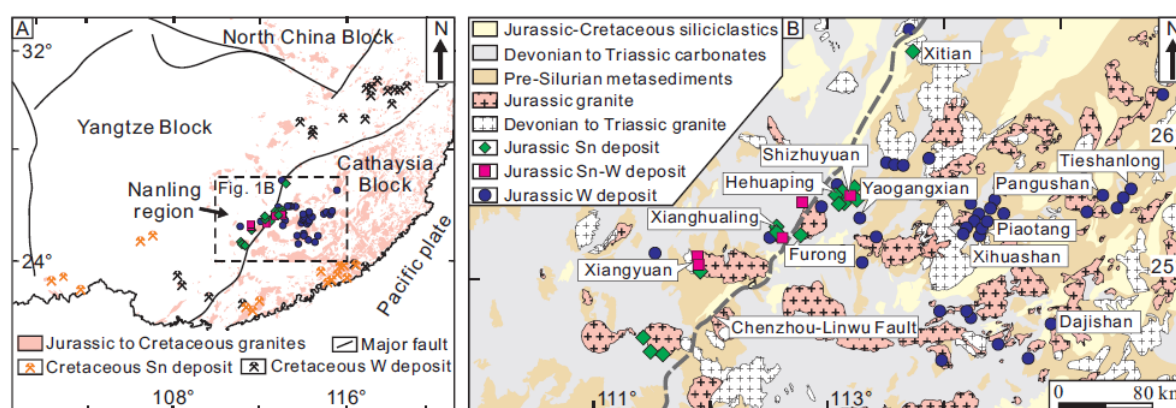 A
N
32°
North China Block
Yangtze Block
Cathaysia
Block
Nanling
region
Fig. 1B
24°
Pacific plate
Jurassic to Cretaceous granites
Major fault
Cretaceous Sn deposit
Cretaceous W deposit
108°
116°
B
N
Jurassic-Cretaceous siliciclastics
Devonian to Triassic carbonates
Pre-Silurian metasediments
Jurassic granite
Devonian to Triassic granite
Jurassic Sn deposit
Jurassic Sn-W deposit
Jurassic W deposit
Xitian
26
Shizhuyuan
Tieshanlong
Hehuaping
Yaogangxian
Pangushan
Xianghualing
Piaotang
Furong
Xihuashan
Xiangyuan
25
Chenzhou-Linwu Fault
Dajishan
111°
113°
0
80 km